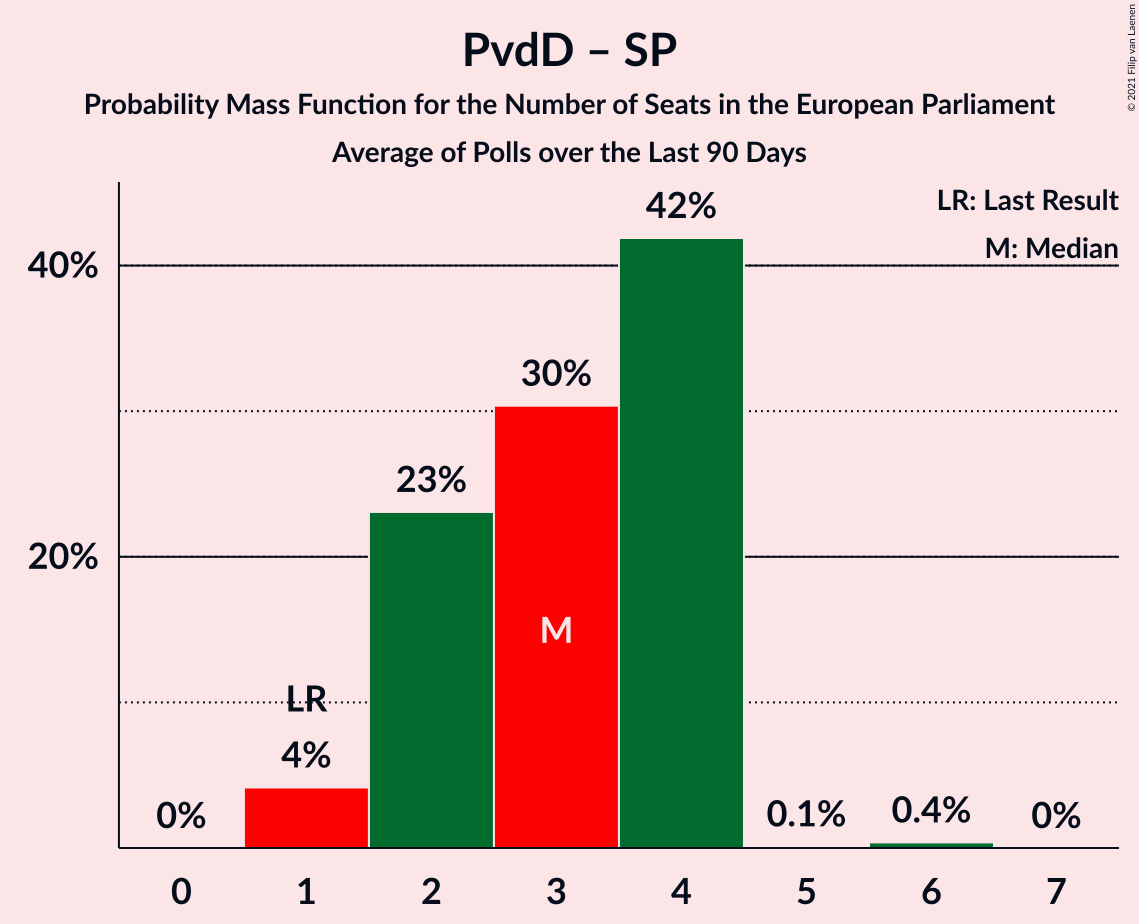 PvdD – SP
Probability Mass Function for the Number of Seats in the European Parliament
Average of Polls over the Last 90 Days
© 2021 Filip van Laenen
LR: Last Result
M: Median
40%
20%
0%
LR
4%
23%
30%
M
42%
0.1%
0.4%
0%
0 1 2 3 4 5 6 7